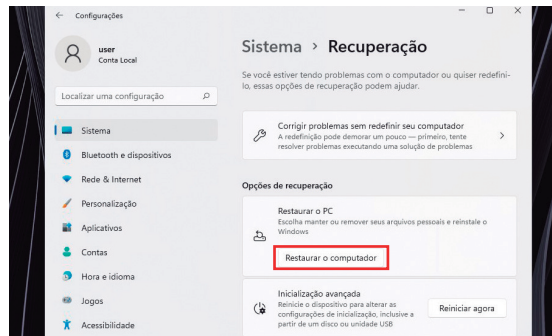 Configurações
user
Conta Local
Localizar uma configuração
Sistema
Bluetooth e dispositivos
Rede & Internet
Personalização
Aplicativos
Contas
Hora e idioma
Jogos
Acessibilidade
Sistema > Recuperação
Se você estiver tendo problemas com o computador ou quiser redefini-
lo, essas opções de recuperação podem ajudar.
Corrigir problemas sem redefinir seu computador
A redefinição pode demorar um pouco — primeiro, tente
resolver problemas executando uma solução de problemas
Opções de recuperação
Restaurar o PC
Escolha manter ou remover seus arquivos pessoais e reinstale o
Windows
Restaurar o computador
Inicialização avançada
Reinicie o dispositivo para alterar as
configurações de inicialização, inclusive a
partir de um disco ou unidade USB
Reiniciar agora